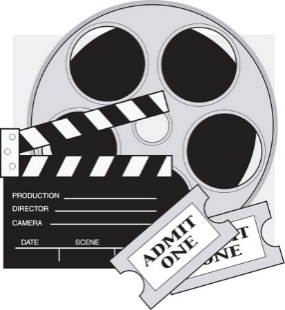 PRODUCTION
DIRECTOR
CAMERA
DATE SCENE
ADMIT
ONE
ONE